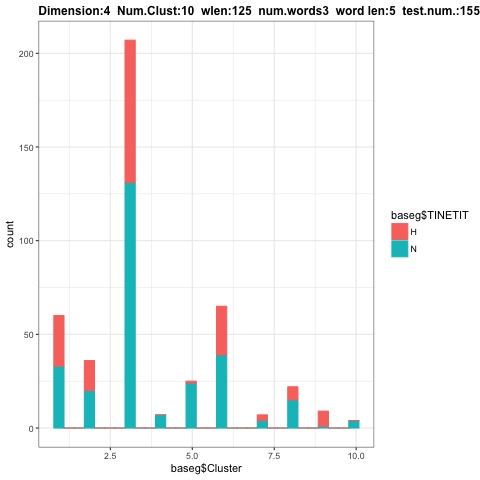 Dimension:4 Num.Clust:10 wlen:125 num.words3 word len:5 test.num.:155
200
150
100
50
0
count
2.5 5.0 7.5 10.0
baseg$Cluster
baseg$TINETIT
H
N